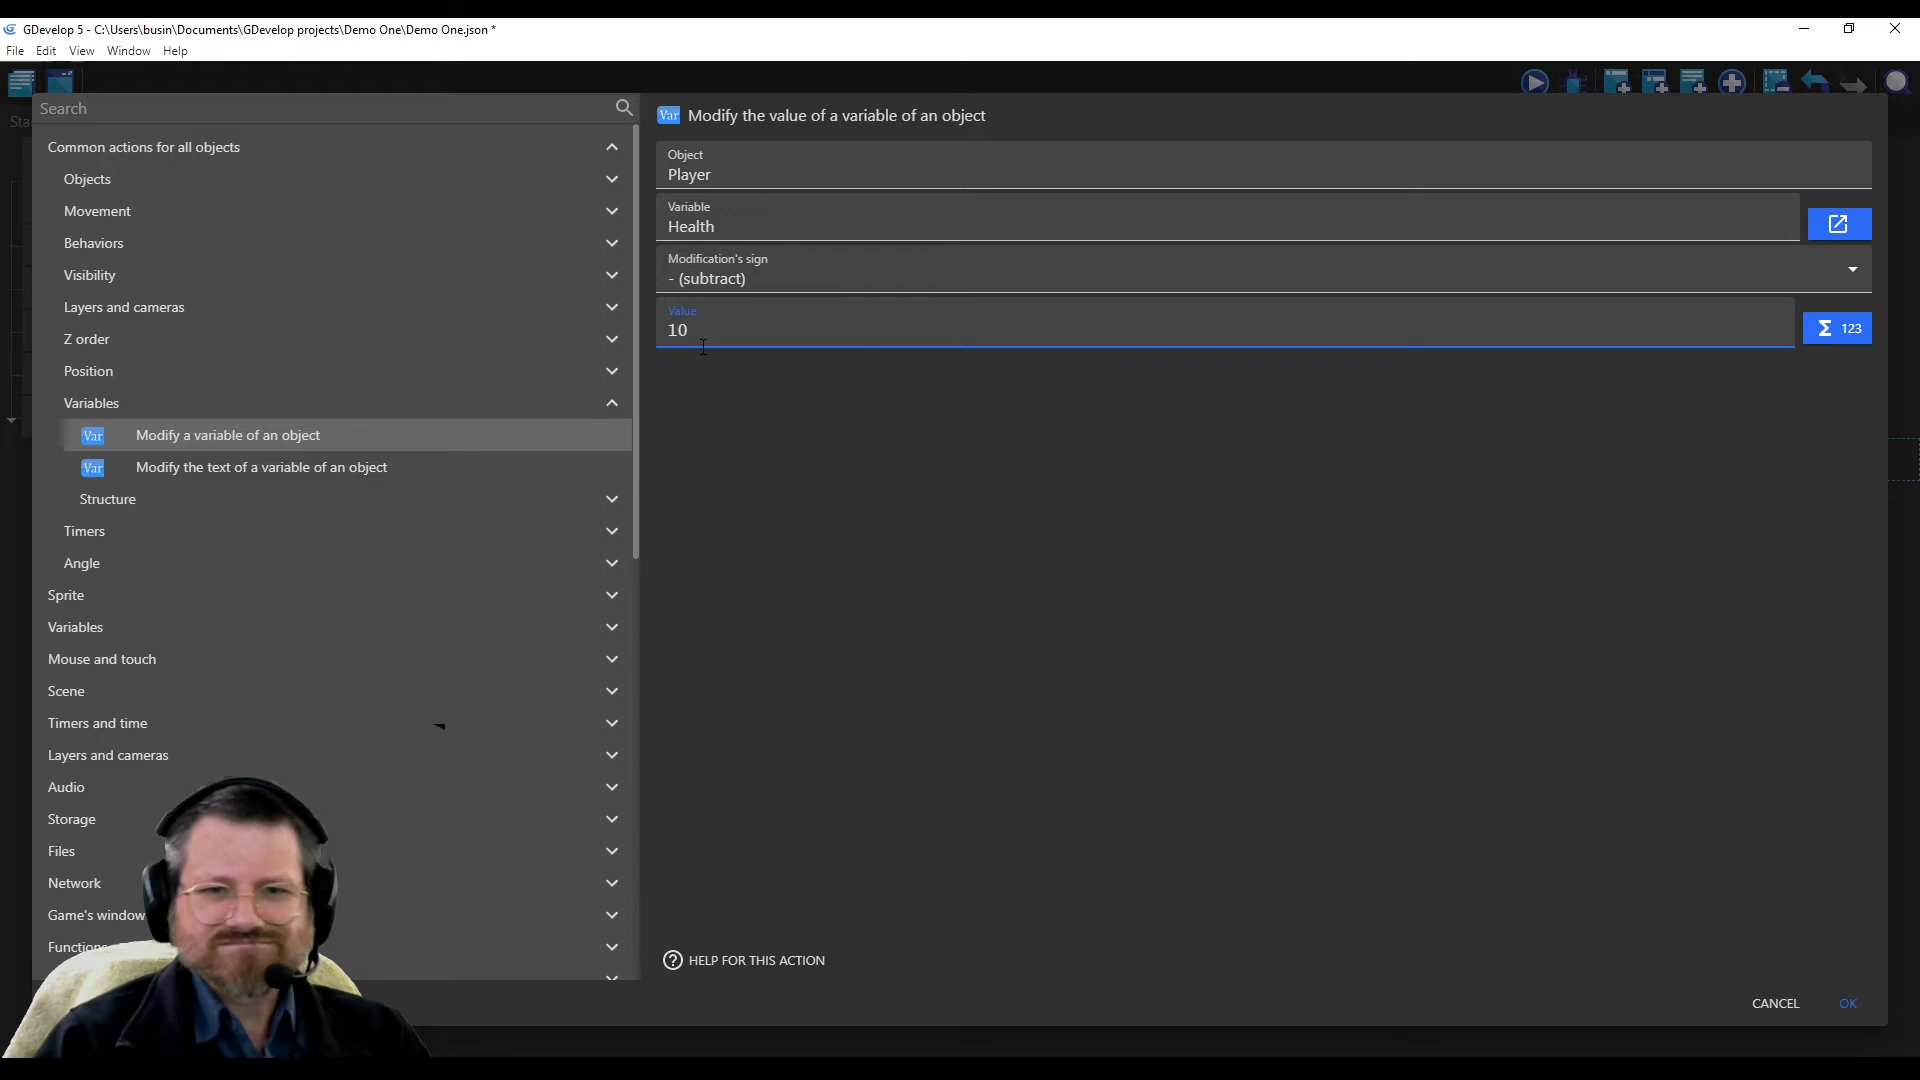 GDevelop 5 - C:\Users\busin\Documents\GDevelop projects\Demo One\Demo One.json *
File Edit View Window Help
Search
Common actions for all objects
Objects
Movement
Behaviors
Visibility
Layers and cameras
Z order
Position
Variables
Var Modify a variable of an object
Var Modify the text of a variable of an object
Structure
Timers
Angle
Sprite
Variables
Mouse and touch
Scene
Timers and time
Layers and cameras
Audio
Storage
Files
Network
Game's window
Functions
Var Modify the value of a variable of an object
Object
Player
Variable
Health
Modification's sign
- (subtract)
Value
10
Σ 123
? HELP FOR THIS ACTION
CANCEL OK